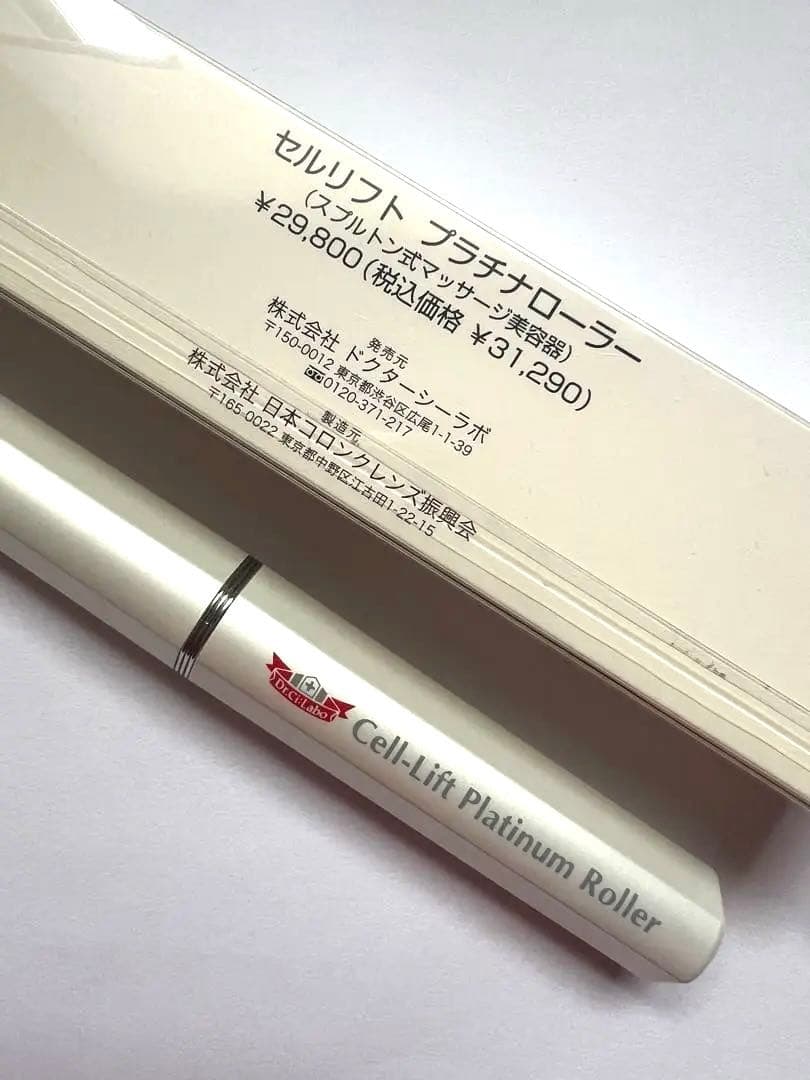 セルリフト プラチナローラー
(スプルトン式マッサージ美容器)
¥29,800(税込価格 ¥31,290)
発売元
株式会社 ドクターシーラボ
〒150-0012 東京都渋谷区広尾1-1-39
0120-371-217
製造元
株式会社 日本コロンクレンズ振興会
〒165-0022 東京都中野区江古田1-22-15
Dr.Ci:Labo
Cell-Lift Platinum Roller